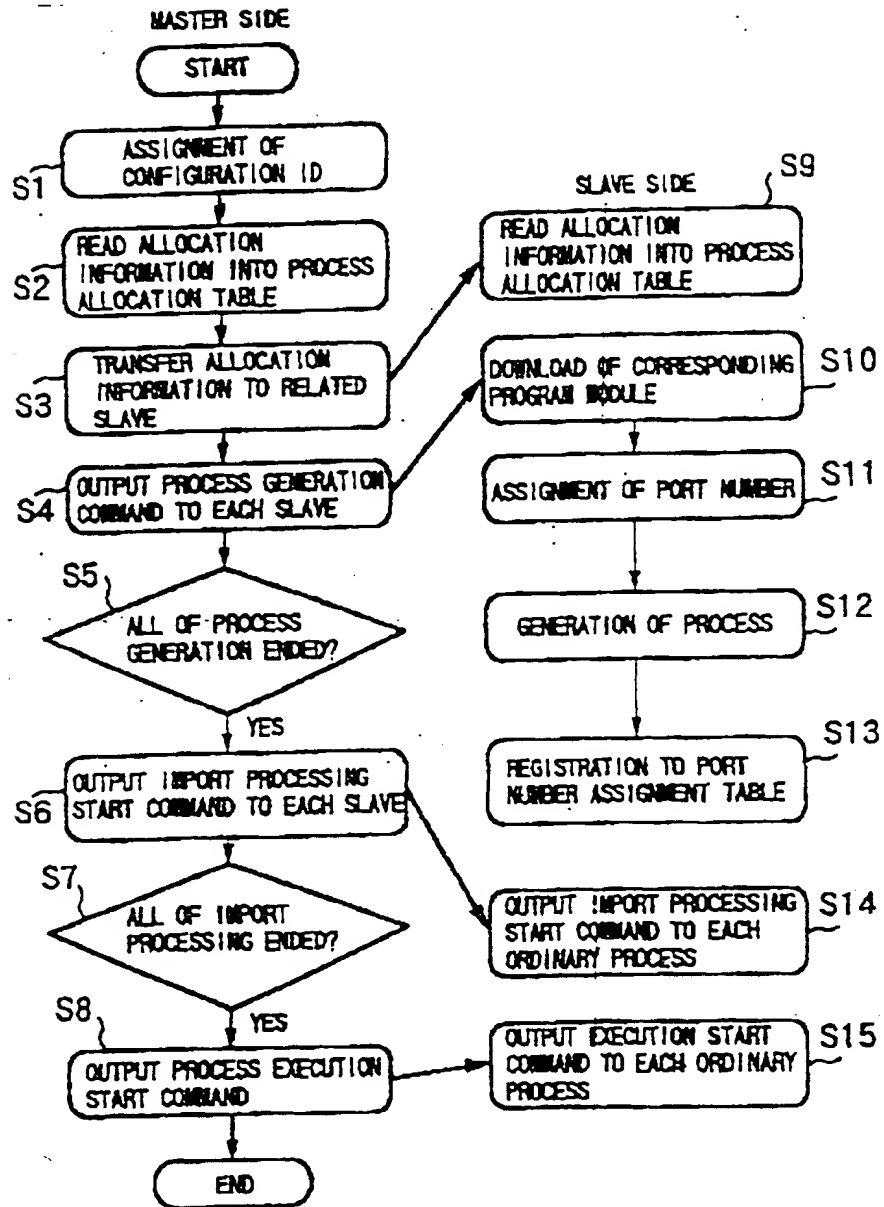 MASTER SIDE
START
S1
ASSIGNMENT OF
CONFIGURATION ID
S2
READ ALLOCATION
INFORMATION INTO PROCESS
ALLOCATION TABLE
S3
TRANSFER ALLOCATION
INFORMATION TO RELATED
SLAVE
S4
OUTPUT PROCESS GENERATION
COMMAND TO EACH SLAVE
S5
ALL OF PROCESS
GENERATION ENDED?
YES
S6
OUTPUT IMPORT PROCESSING
START COMMAND TO EACH SLAVE
S7
ALL OF IMPORT
PROCESSING ENDED?
YES
S8
OUTPUT PROCESS EXECUTION
START COMMAND
END
SLAVE SIDE
S9
READ ALLOCATION
INFORMATION INTO PROCESS
ALLOCATION TABLE
DOWNLOAD OF CORRESPONDING
PROGRAM MODULE
S10
ASSIGNMENT OF PORT NUMBER
S11
GENERATION OF PROCESS
S12
S13
REGISTRATION TO PORT
NUMBER ASSIGNMENT TABLE
OUTPUT IMPORT PROCESSING
START COMMAND TO EACH
ORDINARY PROCESS
S14
OUTPUT EXECUTION START
COMMAND TO EACH ORDINARY
PROCESS
S15